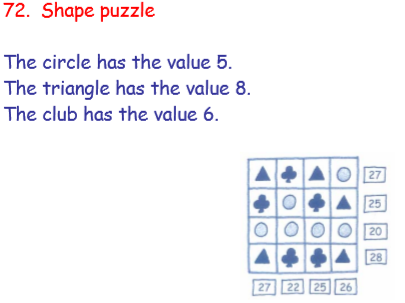 72. Shape puzzle
The circle has the value 5.
The triangle has the value 8.
The club has the value 6.
27
25
20
28
27 22 25 26